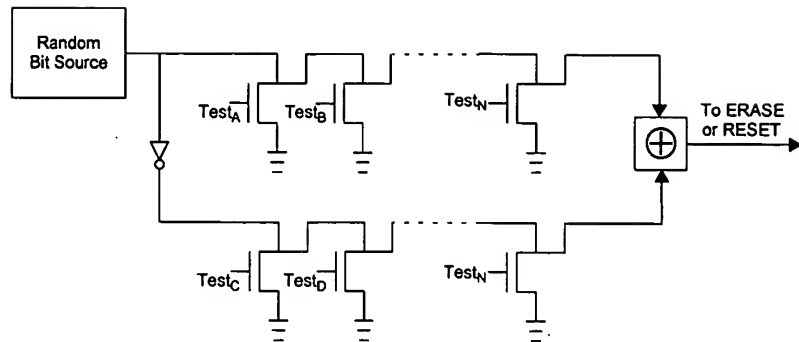 Random
Bit Source
Test_A
Test_B
Test_N
To ERASE
or RESET
Test_C
Test_D
Test_N